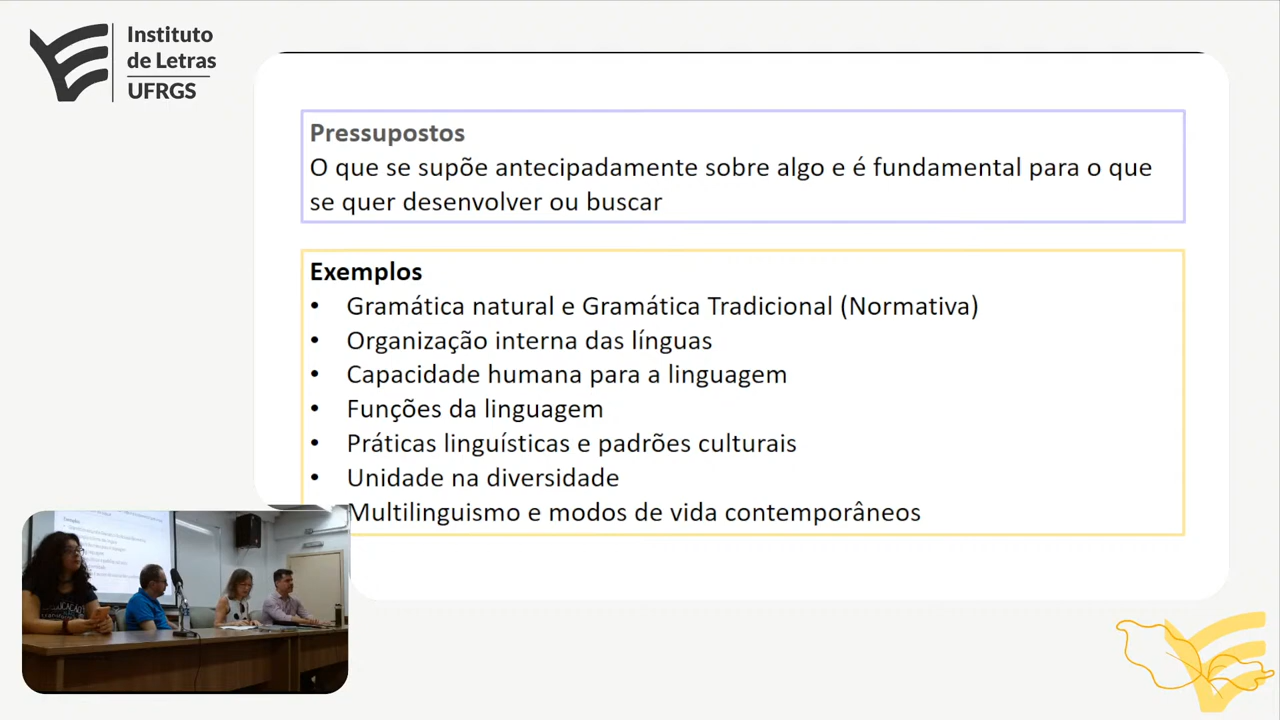 Instituto
de Letras
UFRGS
Pressupostos
O que se supõe antecipadamente sobre algo e é fundamental para o que
se quer desenvolver ou buscar
Exemplos
• Gramática natural e Gramática Tradicional (Normativa)
• Organização interna das línguas
• Capacidade humana para a linguagem
• Funções da linguagem
• Práticas linguísticas e padrões culturais
• Unidade na diversidade
Multilinguismo e modos de vida contemporâneos